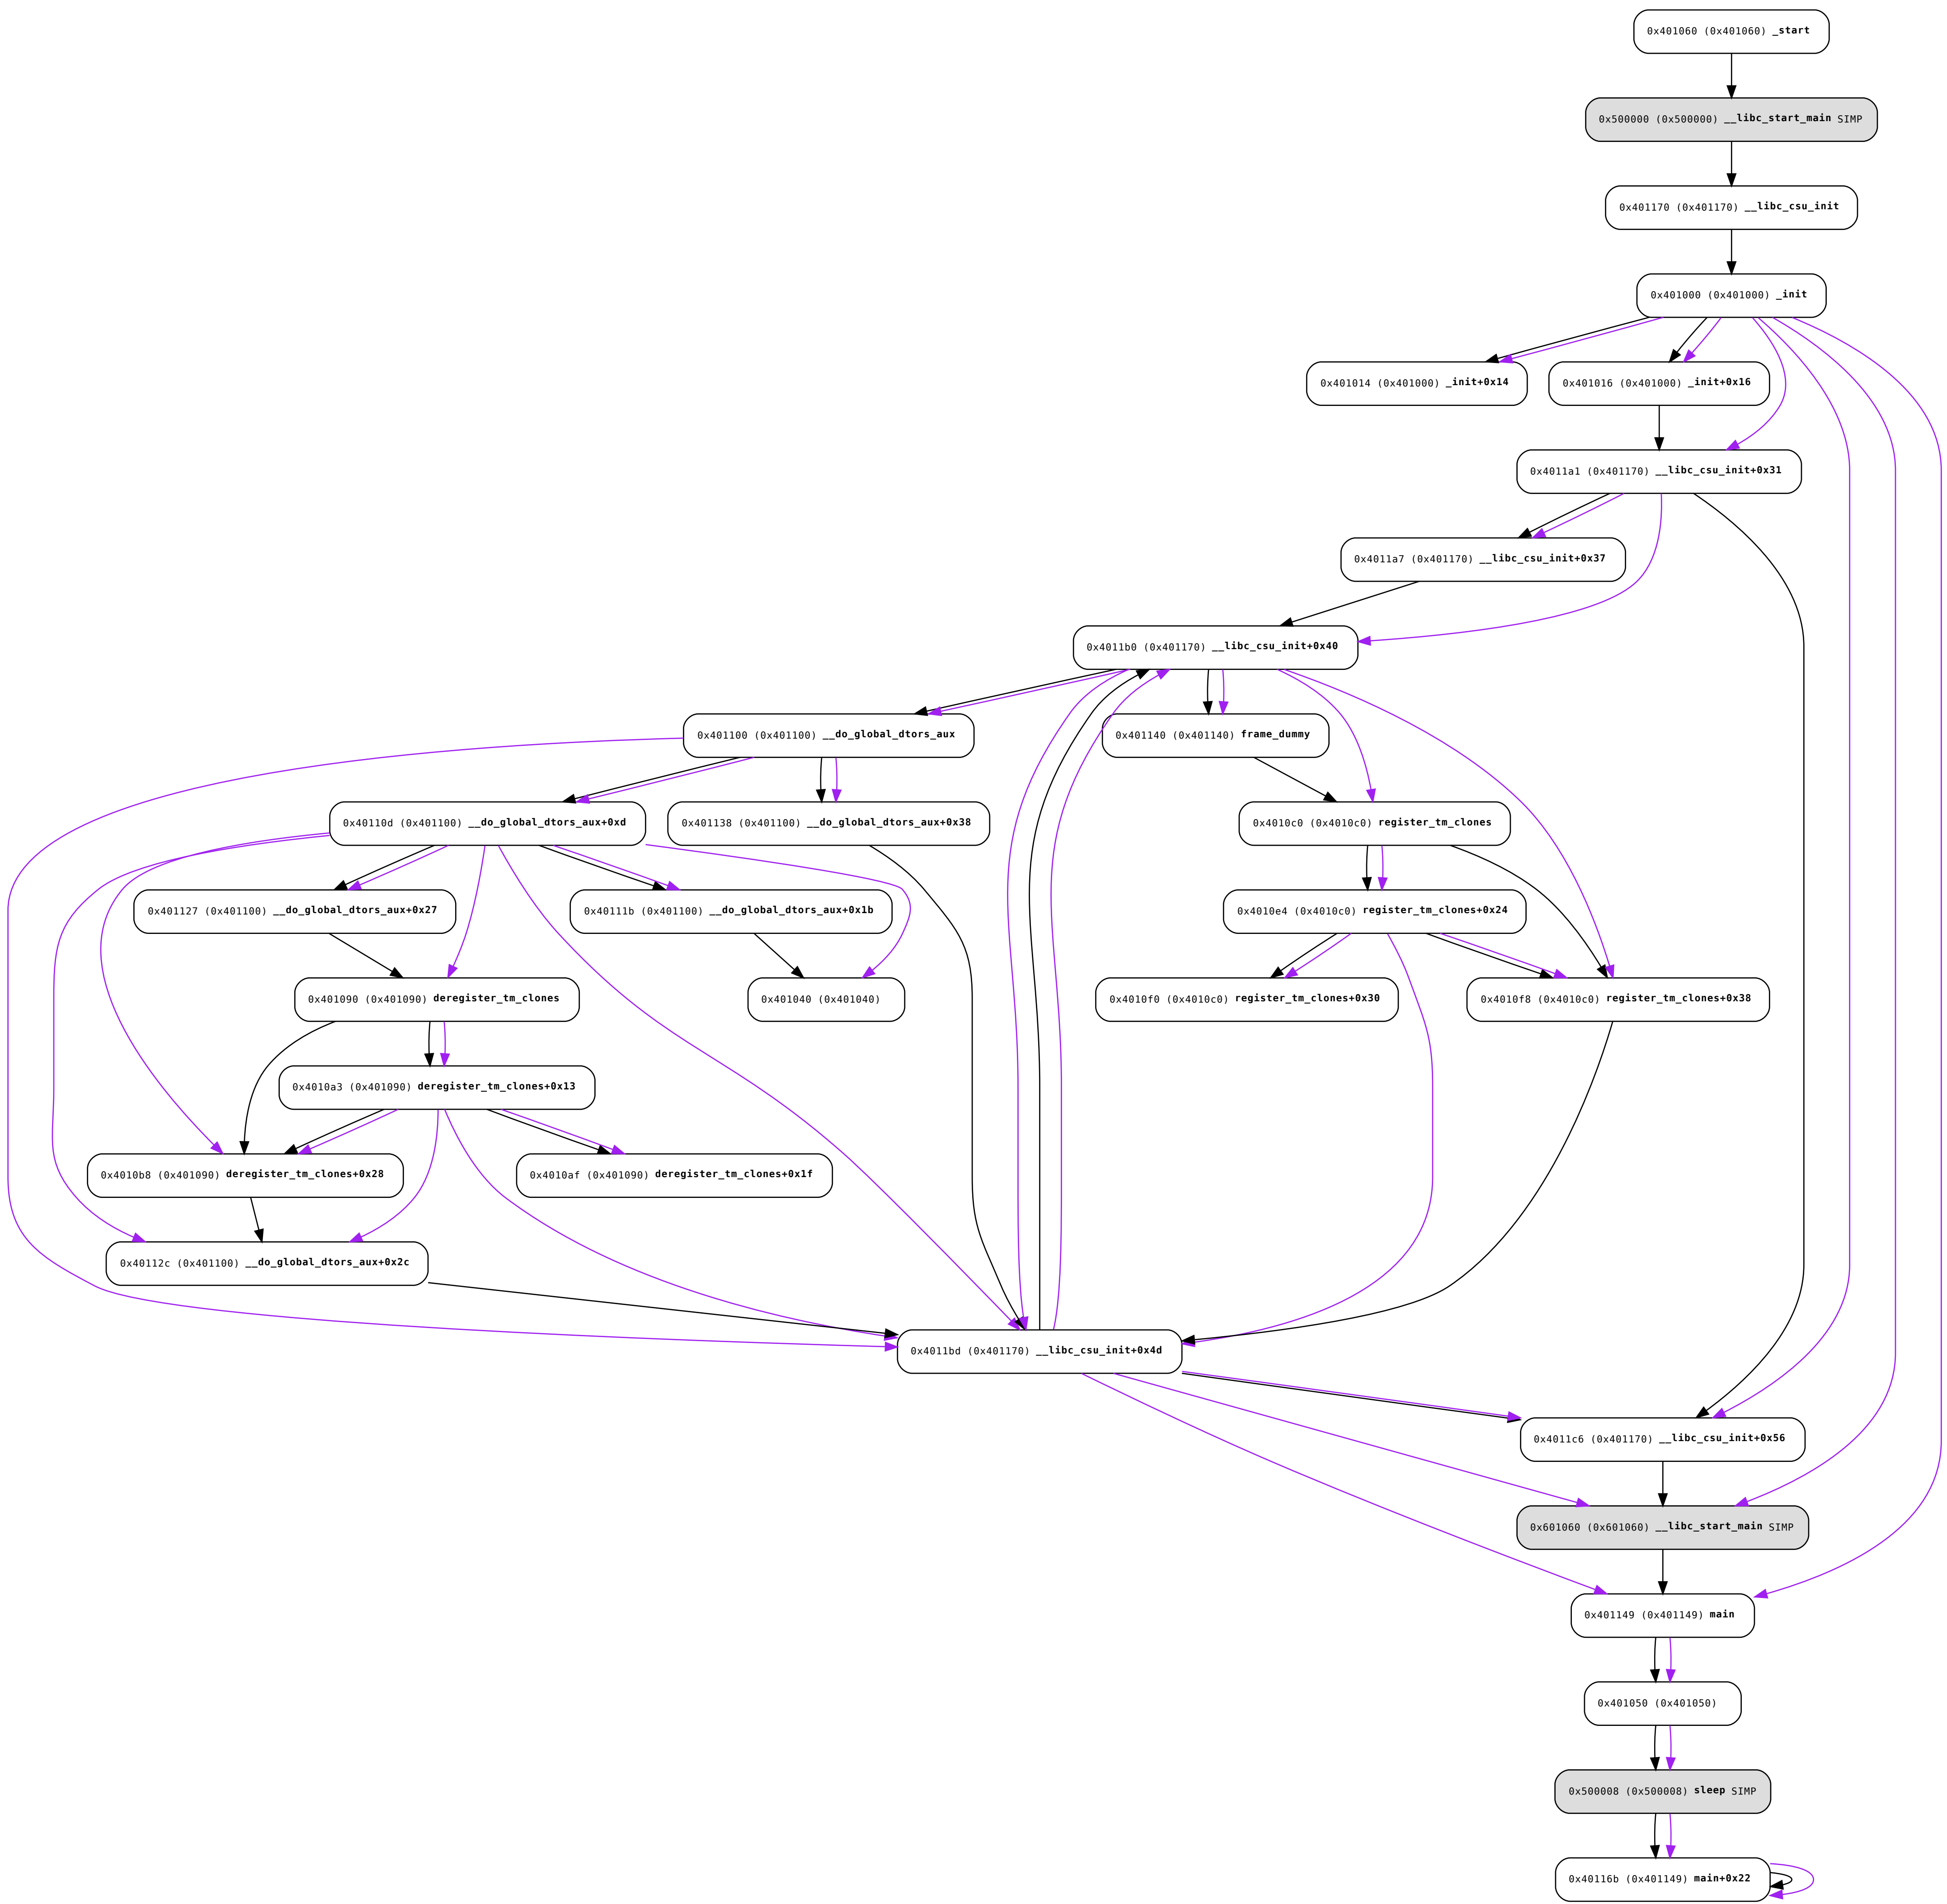 0x401060 (0x401060) _start
0x500000 (0x500000) __libc_start_main SIMP
0x401170 (0x401170) __libc_csu_init
0x401000 (0x401000) _init
0x401014 (0x401000) _init+0x14
0x401016 (0x401000) _init+0x16
0x4011a1 (0x401170) __libc_csu_init+0x31
0x4011a7 (0x401170) __libc_csu_init+0x37
0x4011b0 (0x401170) __libc_csu_init+0x40
0x401100 (0x401100) __do_global_dtors_aux
0x401140 (0x401140) frame_dummy
0x40110d (0x401100) __do_global_dtors_aux+0xd
0x401138 (0x401100) __do_global_dtors_aux+0x38
0x4010c0 (0x4010c0) register_tm_clones
0x401127 (0x401100) __do_global_dtors_aux+0x27
0x40111b (0x401100) __do_global_dtors_aux+0x1b
0x4010e4 (0x4010c0) register_tm_clones+0x24
0x401090 (0x401090) deregister_tm_clones
0x401040 (0x401040)
0x4010f0 (0x4010c0) register_tm_clones+0x30
0x4010f8 (0x4010c0) register_tm_clones+0x38
0x4010a3 (0x401090) deregister_tm_clones+0x13
0x4010b8 (0x401090) deregister_tm_clones+0x28
0x4010af (0x401090) deregister_tm_clones+0x1f
0x40112c (0x401100) __do_global_dtors_aux+0x2c
0x4011bd (0x401170) __libc_csu_init+0x4d
0x4011c6 (0x401170) __libc_csu_init+0x56
0x601060 (0x601060) __libc_start_main SIMP
0x401149 (0x401149) main
0x401050 (0x401050)
0x500008 (0x500008) sleep SIMP
0x40116b (0x401149) main+0x22